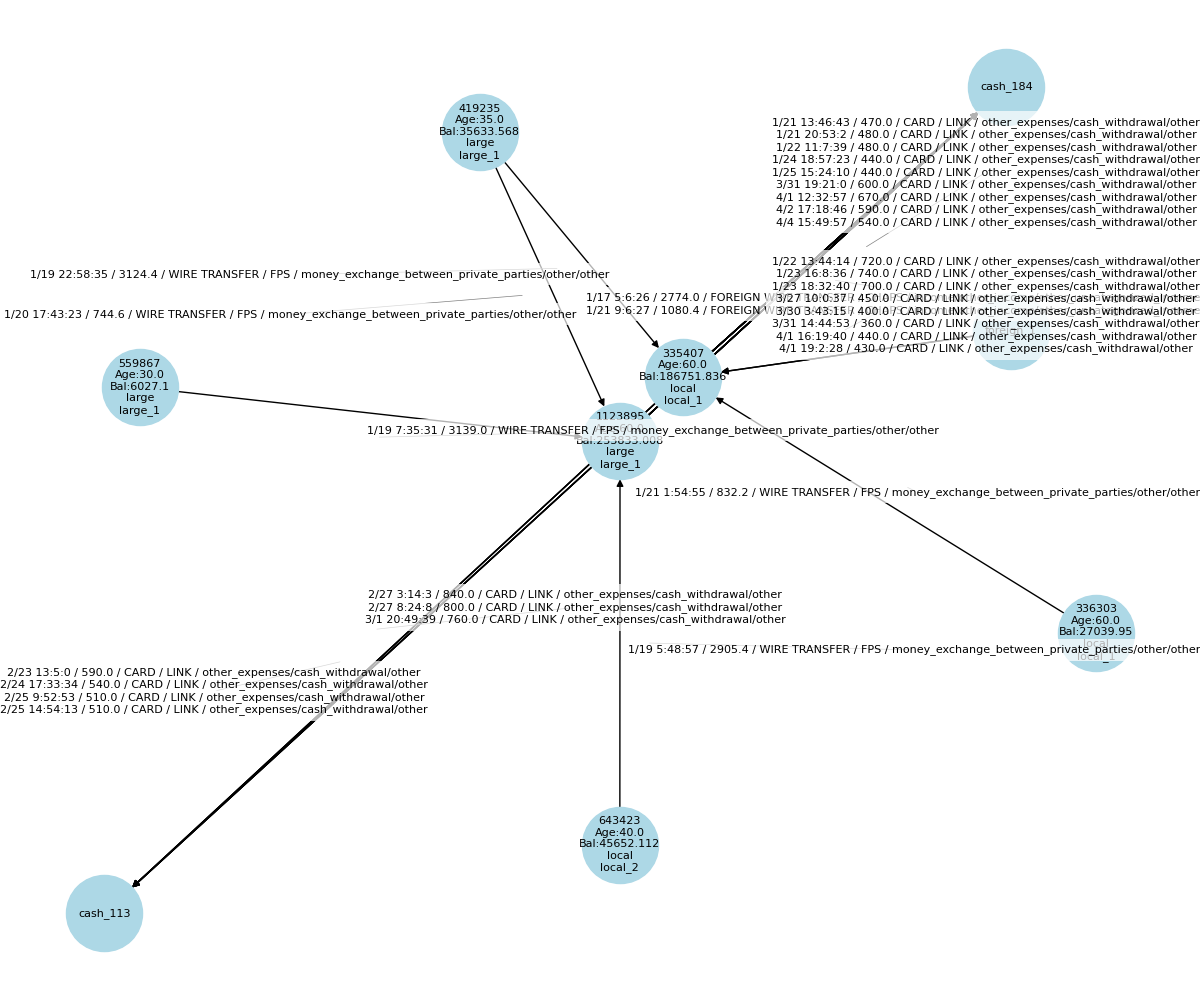 cash_184
419235
Age:35.0
Bal:35633.568
large
large_1
1/21 13:46:43 / 470.0 / CARD / LINK / other_expenses/cash_withdrawal/other
1/21 20:53:2 / 480.0 / CARD / LINK / other_expenses/cash_withdrawal/other
1/22 11:7:39 / 480.0 / CARD / LINK / other_expenses/cash_withdrawal/other
1/24 18:57:23 / 440.0 / CARD / LINK / other_expenses/cash_withdrawal/other
1/25 15:24:10 / 440.0 / CARD / LINK / other_expenses/cash_withdrawal/other
3/31 19:21:0 / 600.0 / CARD / LINK / other_expenses/cash_withdrawal/other
4/1 12:32:57 / 670.0 / CARD / LINK / other_expenses/cash_withdrawal/other
4/2 17:18:46 / 590.0 / CARD / LINK / other_expenses/cash_withdrawal/other
4/4 15:49:57 / 540.0 / CARD / LINK / other_expenses/cash_withdrawal/other
1/22 13:44:14 / 720.0 / CARD / LINK / other_expenses/cash_withdrawal/other
1/23 16:8:36 / 740.0 / CARD / LINK / other_expenses/cash_withdrawal/other
1/23 18:32:40 / 700.0 / CARD / LINK / other_expenses/cash_withdrawal/other
3/27 10:0:37 / 450.0 / CARD / LINK / other_expenses/cash_withdrawal/other
3/30 3:43:15 / 400.0 / CARD / LINK / other_expenses/cash_withdrawal/other
3/31 14:44:53 / 360.0 / CARD / LINK / other_expenses/cash_withdrawal/other
4/1 16:19:40 / 440.0 / CARD / LINK / other_expenses/cash_withdrawal/other
4/1 19:2:28 / 430.0 / CARD / LINK / other_expenses/cash_withdrawal/other
1/19 22:58:35 / 3124.4 / WIRE TRANSFER / FPS / money_exchange_between_private_parties/other/other
1/17 5:6:26 / 2774.0 / FOREIGN
1/21 9:6:27 / 1080.4 / FOREIGN
1/20 17:43:23 / 744.6 / WIRE TRANSFER / FPS / money_exchange_between_private_parties/other/other
559867
Age:30.0
Bal:6027.1
large
large_1
335407
Age:60.0
Bal:186751.836
local
local_1
1123895
Bal:253833.008
large
large_1
1/19 7:35:31 / 3139.0 / WIRE TRANSFER / FPS / money_exchange_between_private_parties/other/other
1/21 1:54:55 / 832.2 / WIRE TRANSFER / FPS / money_exchange_between_private_parties/other/other
2/27 3:14:3 / 840.0 / CARD / LINK / other_expenses/cash_withdrawal/other
2/27 8:24:8 / 800.0 / CARD / LINK / other_expenses/cash_withdrawal/other
3/1 20:49:39 / 760.0 / CARD / LINK / other_expenses/cash_withdrawal/other
336303
Age:60.0
Bal:27039.95
local
local_1
1/19 5:48:57 / 2905.4 / WIRE TRANSFER / FPS / money_exchange_between_private_parties/other/other
2/23 13:5:0 / 590.0 / CARD / LINK / other_expenses/cash_withdrawal/other
2/24 17:33:34 / 540.0 / CARD / LINK / other_expenses/cash_withdrawal/other
2/25 9:52:53 / 510.0 / CARD / LINK / other_expenses/cash_withdrawal/other
2/25 14:54:13 / 510.0 / CARD / LINK / other_expenses/cash_withdrawal/other
643423
Age:40.0
Bal:45652.112
local
local_2
cash_113